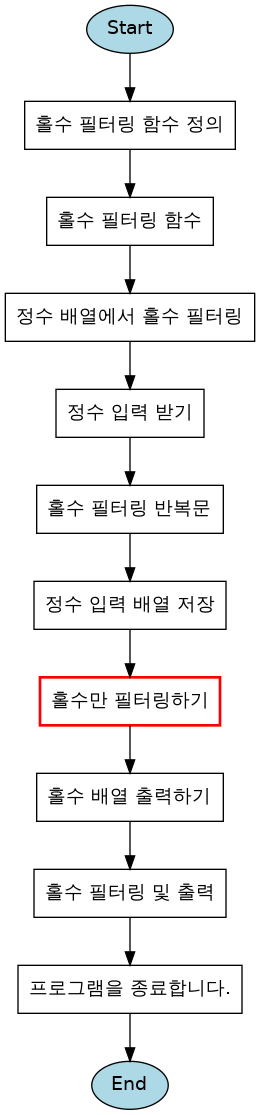 Start
홀수 필터링 함수 정의
홀수 필터링 함수
정수 배열에서 홀수 필터링
정수 입력 받기
홀수 필터링 반복문
정수 입력 배열 저장
홀수만 필터링하기
홀수 배열 출력하기
홀수 필터링 및 출력
프로그램을 종료합니다.
End